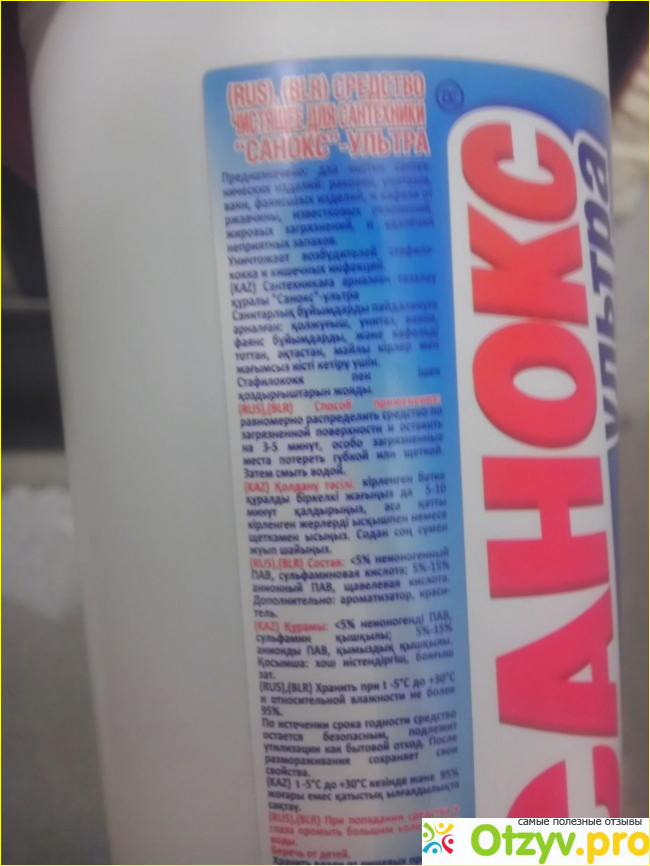 (RUS), (BLR) СРЕДСТВО
ЧИСТЯЩЕЕ ДЛЯ САНТЕХНИКИ
"САНОКС"-УЛЬТРА
Предназначено: для чистки сантех-
нических изделий: раковин, унитазов,
ванн, фаянсовых изделий, и кафеля от
ржавчины, известковых отложений,
жировых загрязнений, и удаления
неприятных запахов.
Уничтожает возбудителей стафило-
кокка и кишечных инфекций.
(KAZ) Сантехникаға арналған тазалау
құралы "Санокс"-ультра
Санитарлық бұйымдарды пайдалануға
арналған: қолжуғыш, унитаз, ванна,
фаянс бұйымдарды, және кафельді
тоттан, ақтастан, майлы кірлер мен
жағымсыз иісті кетіру үшін.
Стафилококк пен ішек
қоздырғыштарын жояды.
(RUS),(BLR) Способ применения:
равномерно распределить средство по
загрязненной поверхности и оставить
на 3-5 минут, особо загрязненные
места потереть губкой или щеткой.
Затем смыть водой.
(KAZ) Қолдану тәсілі: кірленген бетке
құралды біркелкі жағыңыз да 5-10
минут қалдырыңыз, аса қатты
кірленген жерлерді ысқышпен немесе
щеткамен ысыңыз. Содан соң сумен
жуып шайыңыз.
(RUS),(BLR) Состав: <5% неионогенный
ПАВ, сульфаминовая кислота; 5%-15%
анионный ПАВ, щавелевая кислота.
Дополнительно: ароматизатор, краси-
тель.
(KAZ) Құрамы: <5% неионогенді ПАВ,
сульфамин қышқылы; 5%-15%
анионды ПАВ, қымыздық қышқылы.
Қосымша: хош иістендіргіш, бояғыш
зат.
(RUS),(BLR) Хранить при t -5°C до +30°C
и относительной влажности не более
95%.
По истечении срока годности средство
остается безопасным, подлежит
утилизации как бытовой отход. После
размораживания сохраняет свои
свойства.
(KAZ) t -5°C до +30°C кезінде және 95%
жоғары емес қатыстық ылғалдылықта
сақтау.
(RUS),(BLR) При попадании средства в
глаза промыть большим
воды.
Беречь от детей.
САНОКС
ультра
самые полезные отзывы
Otzyv.pro